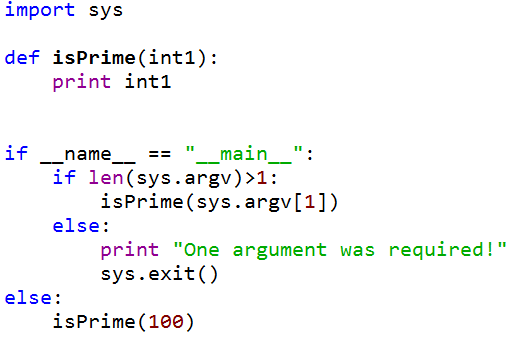 import sys
def isPrime(int1):
    print int1
if __name__ == "__main__":
    if len(sys.argv)>1:
        isPrime(sys.argv[1])
    else:
        print "One argument was required!"
        sys.exit()
else:
    isPrime(100)